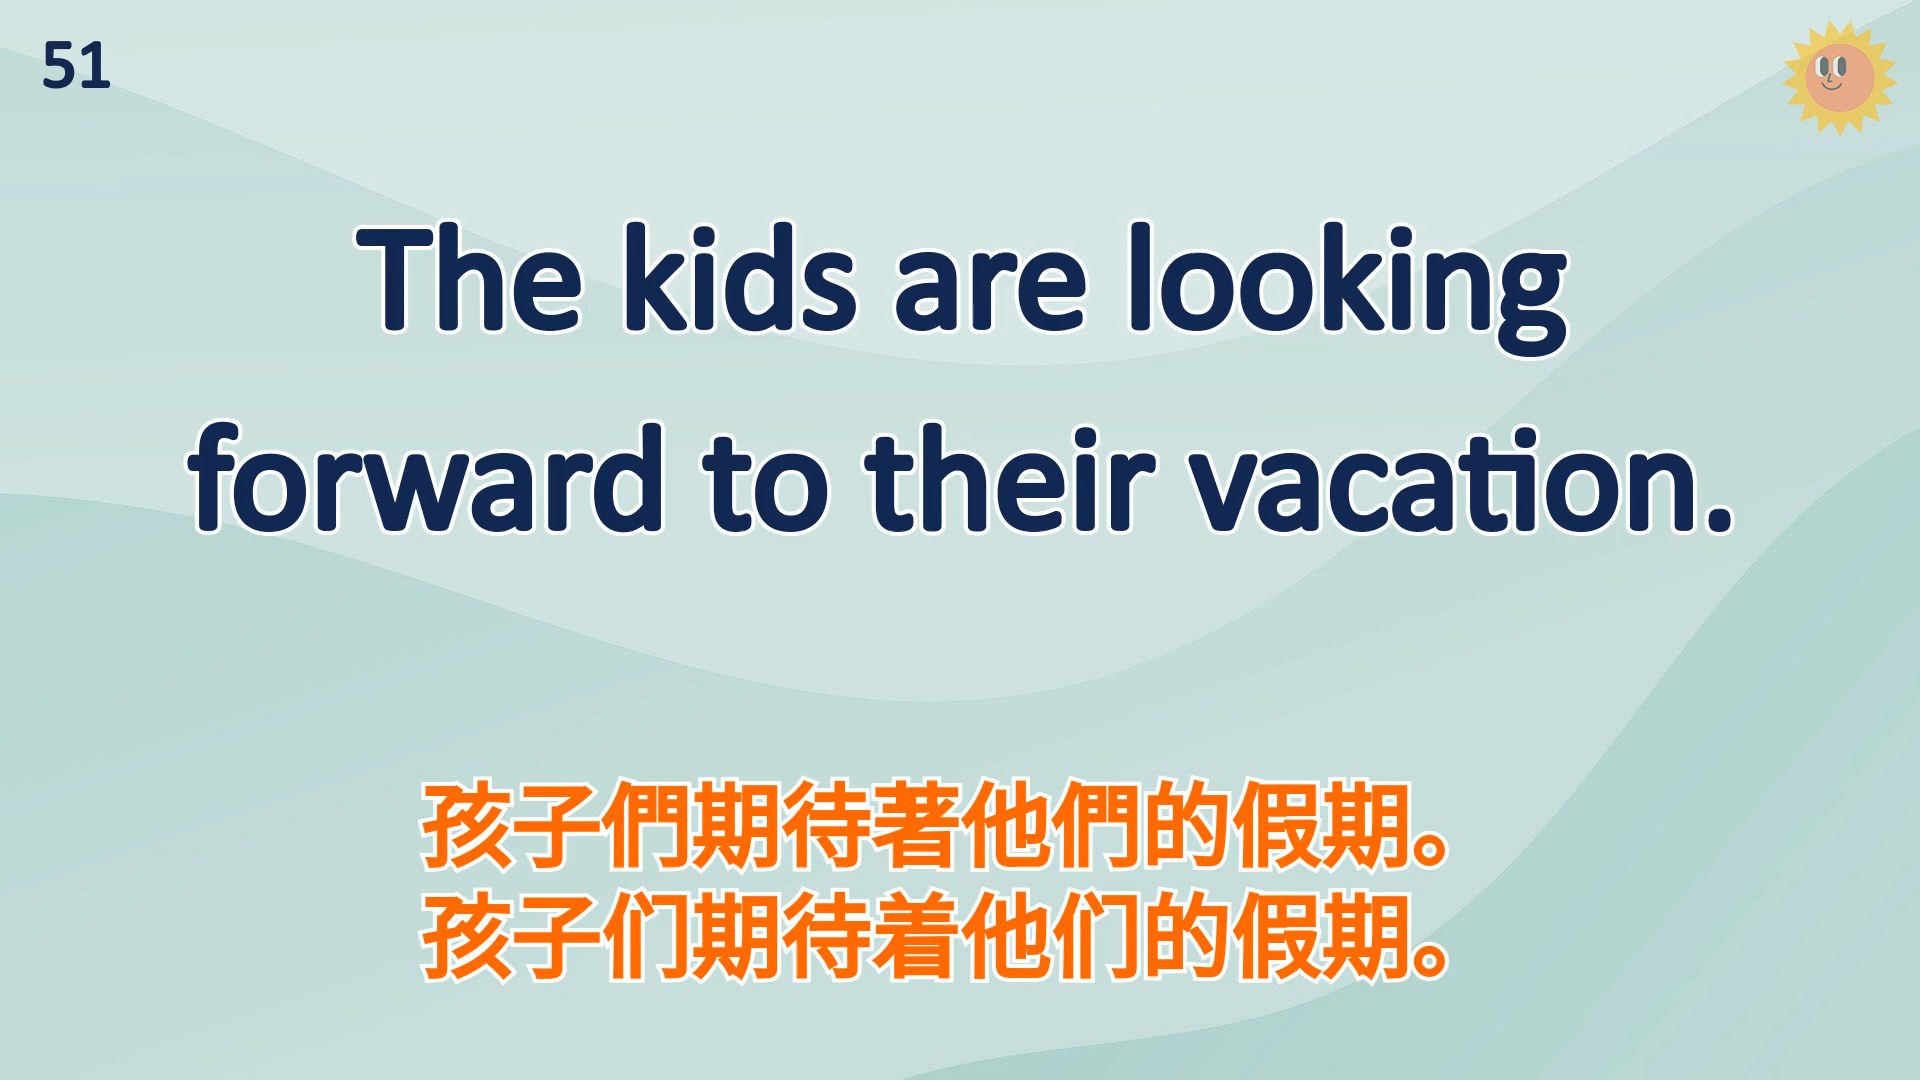 51
The kids are looking
forward to their vacation.
孩子們期待著他們的假期。
孩子们期待着他们的假期。